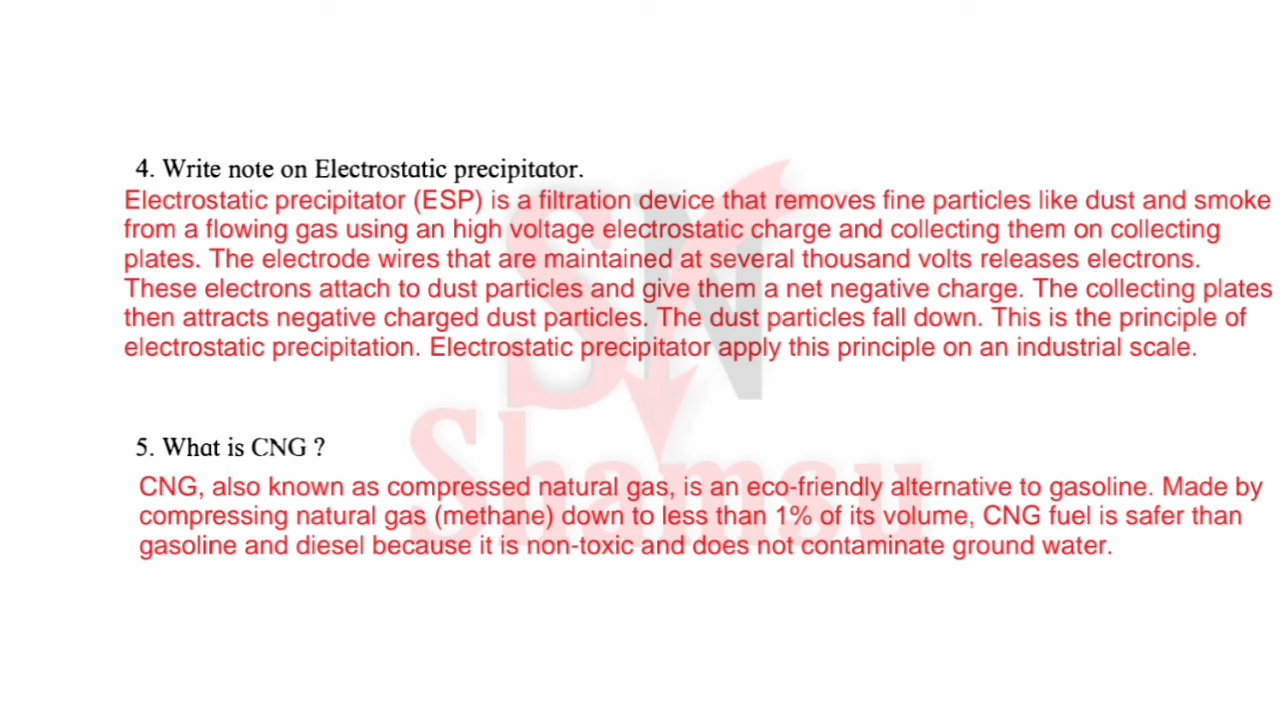 4. Write note on Electrostatic precipitator.
Electrostatic precipitator (ESP) is a filtration device that removes fine particles like dust and smoke
from a flowing gas using an high voltage electrostatic charge and collecting them on collecting
plates. The electrode wires that are maintained at several thousand volts releases electrons.
These electrons attach to dust particles and give them a net negative charge. The collecting plates
then attracts negative charged dust particles. The dust particles fall down. This is the principle of
electrostatic precipitation. Electrostatic precipitator apply this principle on an industrial scale.
SN
Shamsu
5. What is CNG ?
CNG, also known as compressed natural gas, is an eco-friendly alternative to gasoline. Made by
compressing natural gas (methane) down to less than 1% of its volume, CNG fuel is safer than
gasoline and diesel because it is non-toxic and does not contaminate ground water.